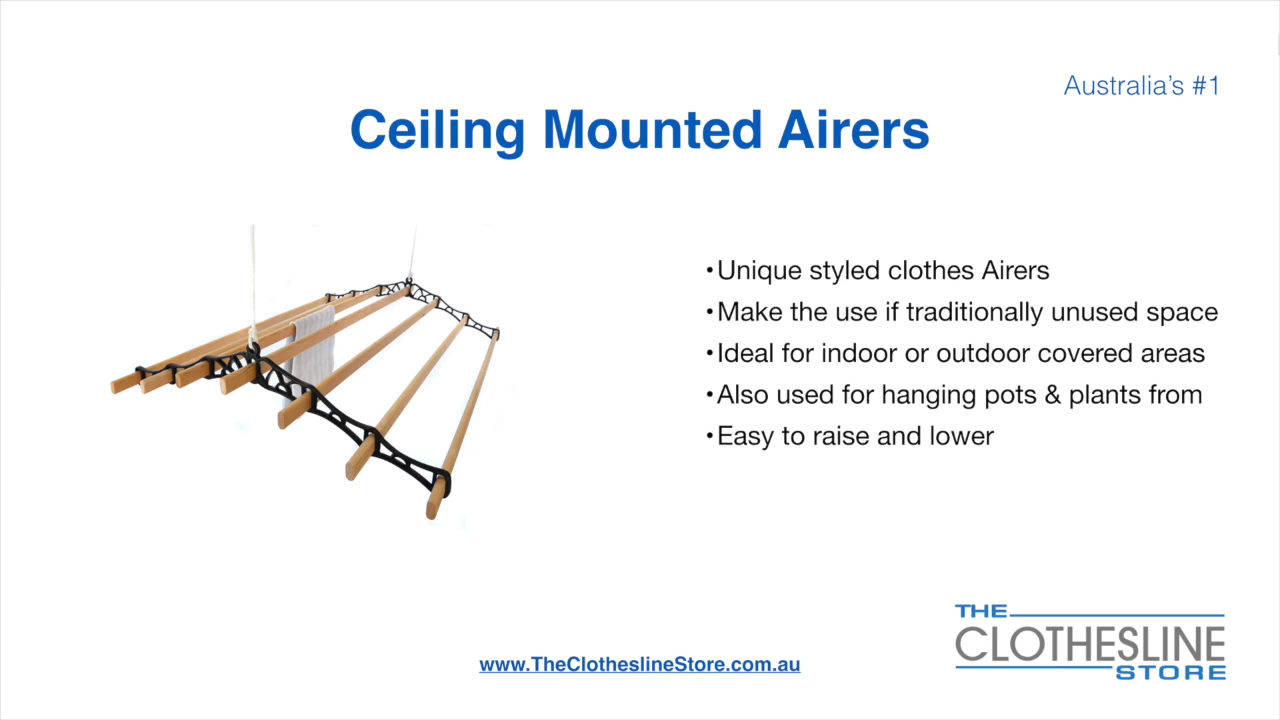 Australia's #1
Ceiling Mounted Airers
•Unique styled clothes Airers
•Make the use if traditionally unused space
•Ideal for indoor or outdoor covered areas
•Also used for hanging pots & plants from
•Easy to raise and lower
www.TheClotheslineStore.com.au
THE
CLOTHESLINE
STORE